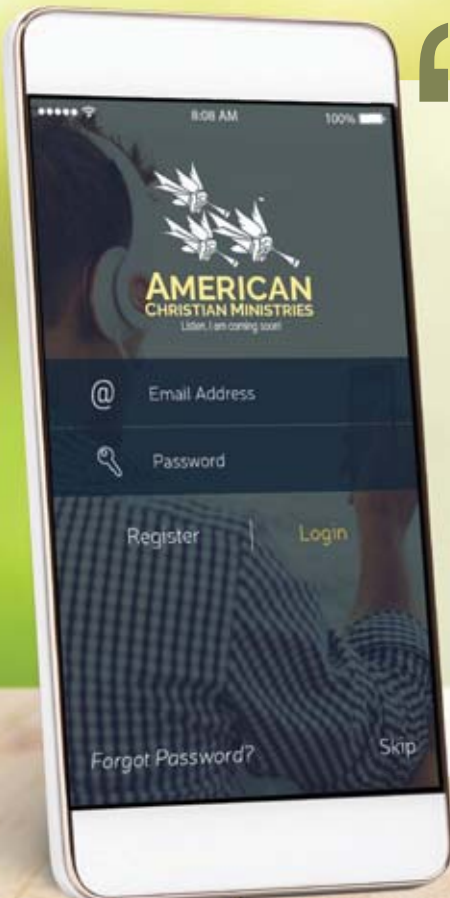 8:08 AM 100%
AMERICAN
CHRISTIAN MINISTRIES
Listen, I am coming soon!
@ Email Address
Password
Register | Login
Forgot Password? Skip